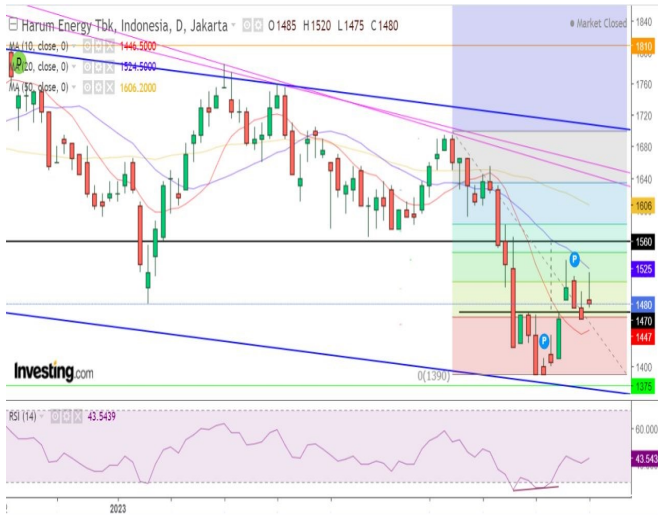 Harum Energy Tbk, Indonesia, D, Jakarta O1485 H1520 L1475 C1480
Market Closed
MA (10, close, 0) 1446.5000
MA (20, close, 0) 1524.5000
MA (50, close, 0) 1606.2000
P
P
P
0(1390)
Investing.com
1840
1810
1760
1720
1680
1640
1606
1560
1525
1480
1470
1447
1400
1375
RSI (14) 43.5439
60.000
43.543
2023